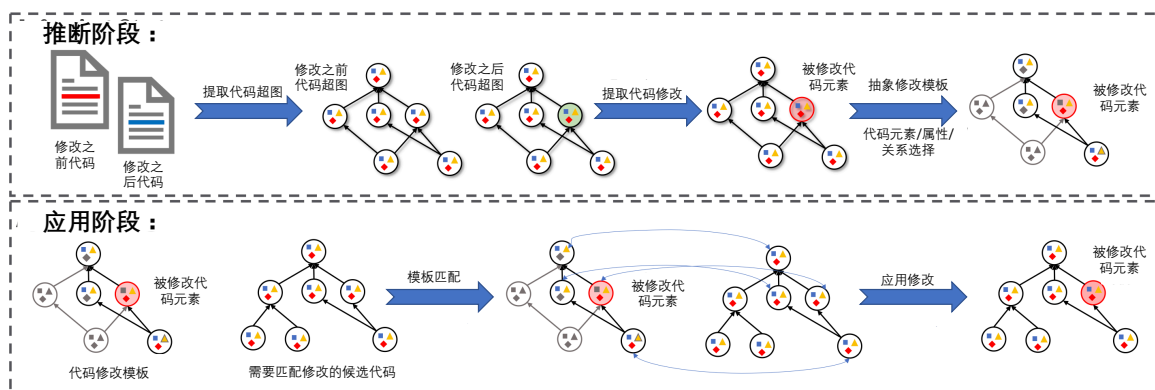 推断阶段：
修改之
前代码
修改之
后代码
提取代码超图
修改之前
代码超图
修改之后
代码超图
提取代码修改
被修改代
码元素
抽象修改模板
代码元素/属性/
关系选择
被修改代
码元素
应用阶段：
被修改代
码元素
代码修改模板
需要匹配修改的候选代码
模板匹配
被修改代
码元素
应用修改
被修改代
码元素